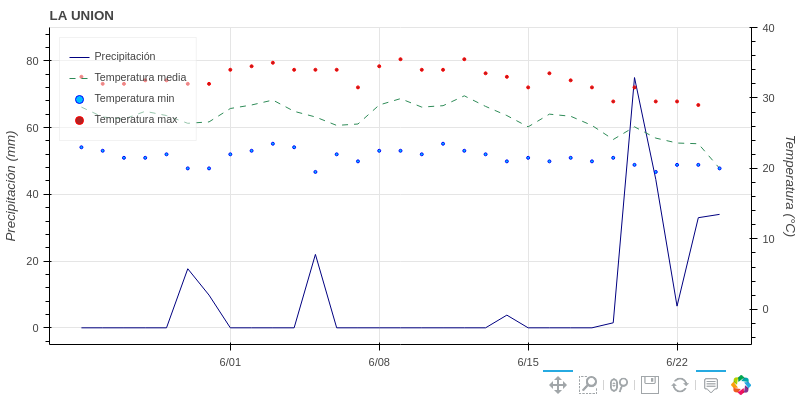 LA UNION
Precipitación
Temperatura media
Temperatura min
Temperatura max
Precipitación (mm)
80
60
40
20
0
Temperatura (°C)
40
30
20
10
0
6/01
6/08
6/15
6/22